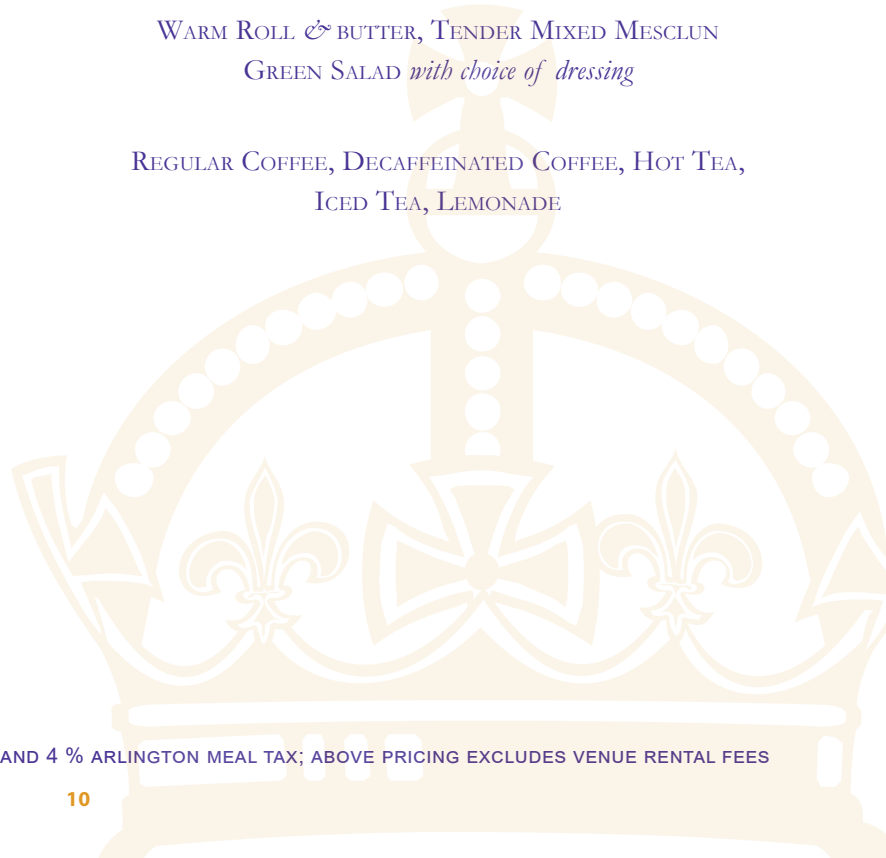 Warm Roll & butter, Tender Mixed Mesclun
Green Salad with choice of dressing
Regular Coffee, Decaffeinated Coffee, Hot Tea,
Iced Tea, Lemonade
and 4 % Arlington meal tax; above pricing excludes venue rental fees
10